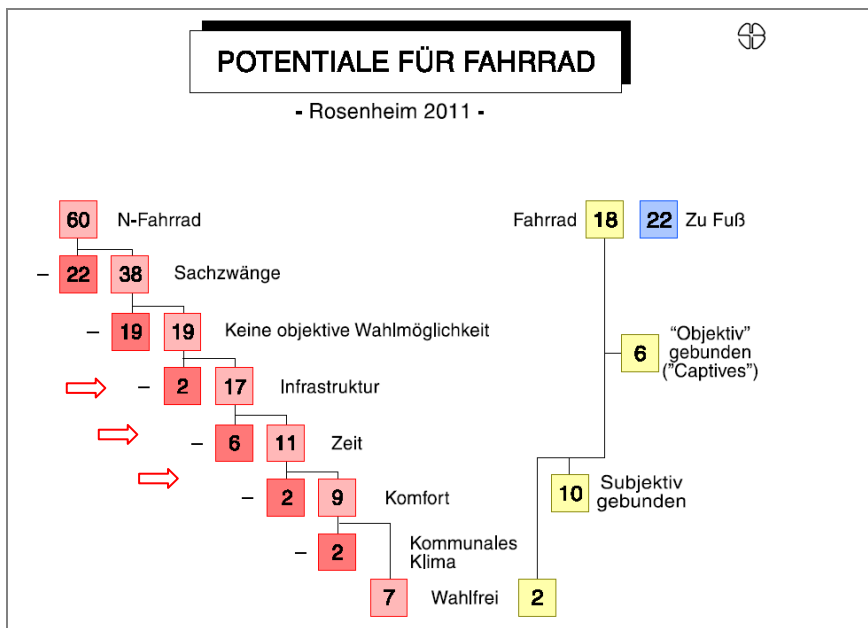 POTENTIALE FÜR FAHRRAD
- Rosenheim 2011 -
60 N-Fahrrad Fahrrad 18 22 Zu Fuß
– 22 38 Sachzwänge
– 19 19 Keine objektive Wahlmöglichkeit
6 "Objektiv"
gebunden
("Captives")
– 2 17 Infrastruktur
– 6 11 Zeit
– 2 9 Komfort
10 Subjektiv
gebunden
– 2 Kommunales
Klima
7 Wahlfrei 2